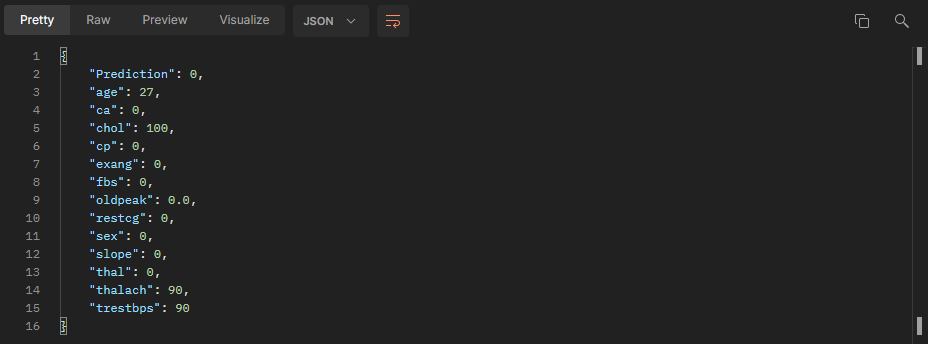 Pretty Raw Preview Visualize JSON
1 {
2 "Prediction": 0,
3 "age": 27,
4 "ca": 0,
5 "chol": 100,
6 "cp": 0,
7 "exang": 0,
8 "fbs": 0,
9 "oldpeak": 0.0,
10 "restcg": 0,
11 "sex": 0,
12 "slope": 0,
13 "thal": 0,
14 "thalach": 90,
15 "trestbps": 90
16 }